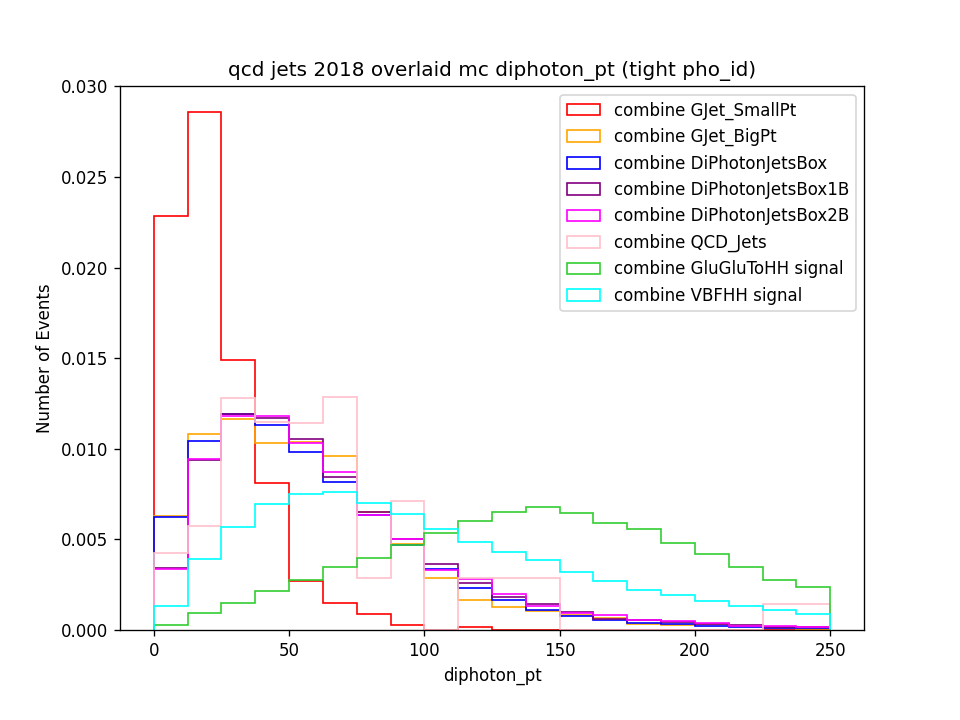 qcd jets 2018 overlaid mc diphoton_pt (tight pho_id)
0.030
0.025
0.020
0.015
0.010
0.005
0.000
Number of Events
combine GJet_SmallPt
combine GJet_BigPt
combine DiPhotonJetsBox
combine DiPhotonJetsBox1B
combine DiPhotonJetsBox2B
combine QCD_Jets
combine GluGluToHH signal
combine VBFHH signal
0 50 100 150 200 250
diphoton_pt